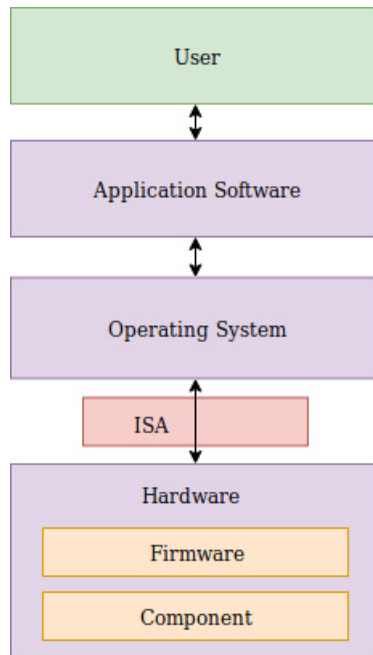 User
Application Software
Operating System
ISA
Hardware
Firmware
Component